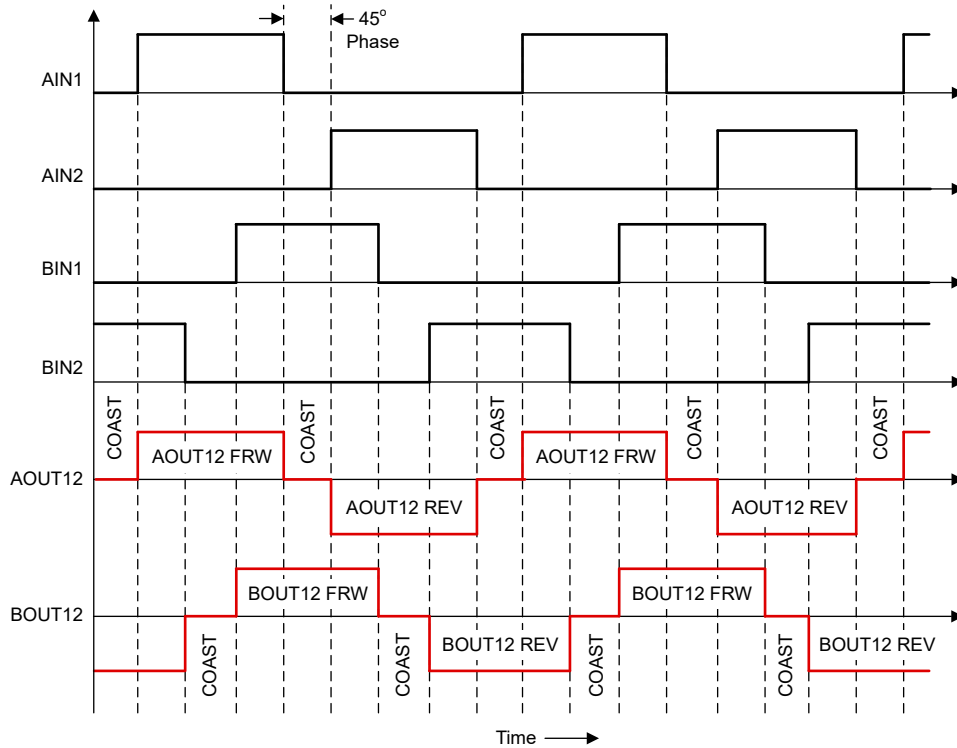 45o
Phase
AIN1
AIN2
BIN1
BIN2
COAST
COAST
COAST
COAST
COAST
AOUT12 FRW
AOUT12 FRW
AOUT12
AOUT12 REV
AOUT12 REV
BOUT12 FRW
BOUT12 FRW
BOUT12
BOUT12 REV
BOUT12 REV
COAST
COAST
COAST
COAST
Time